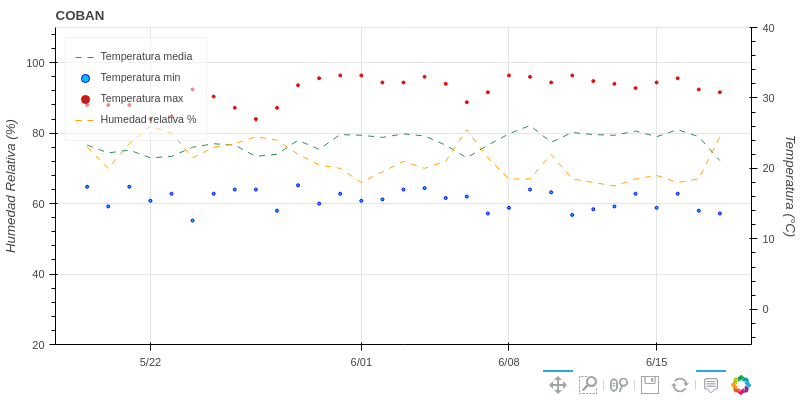 COBAN
Temperatura media
Temperatura min
Temperatura max
Humedad relativa %
Humedad Relativa (%)
100
80
60
40
20
40
30
20
10
0
Temperatura (°C)
5/22
6/01
6/08
6/15